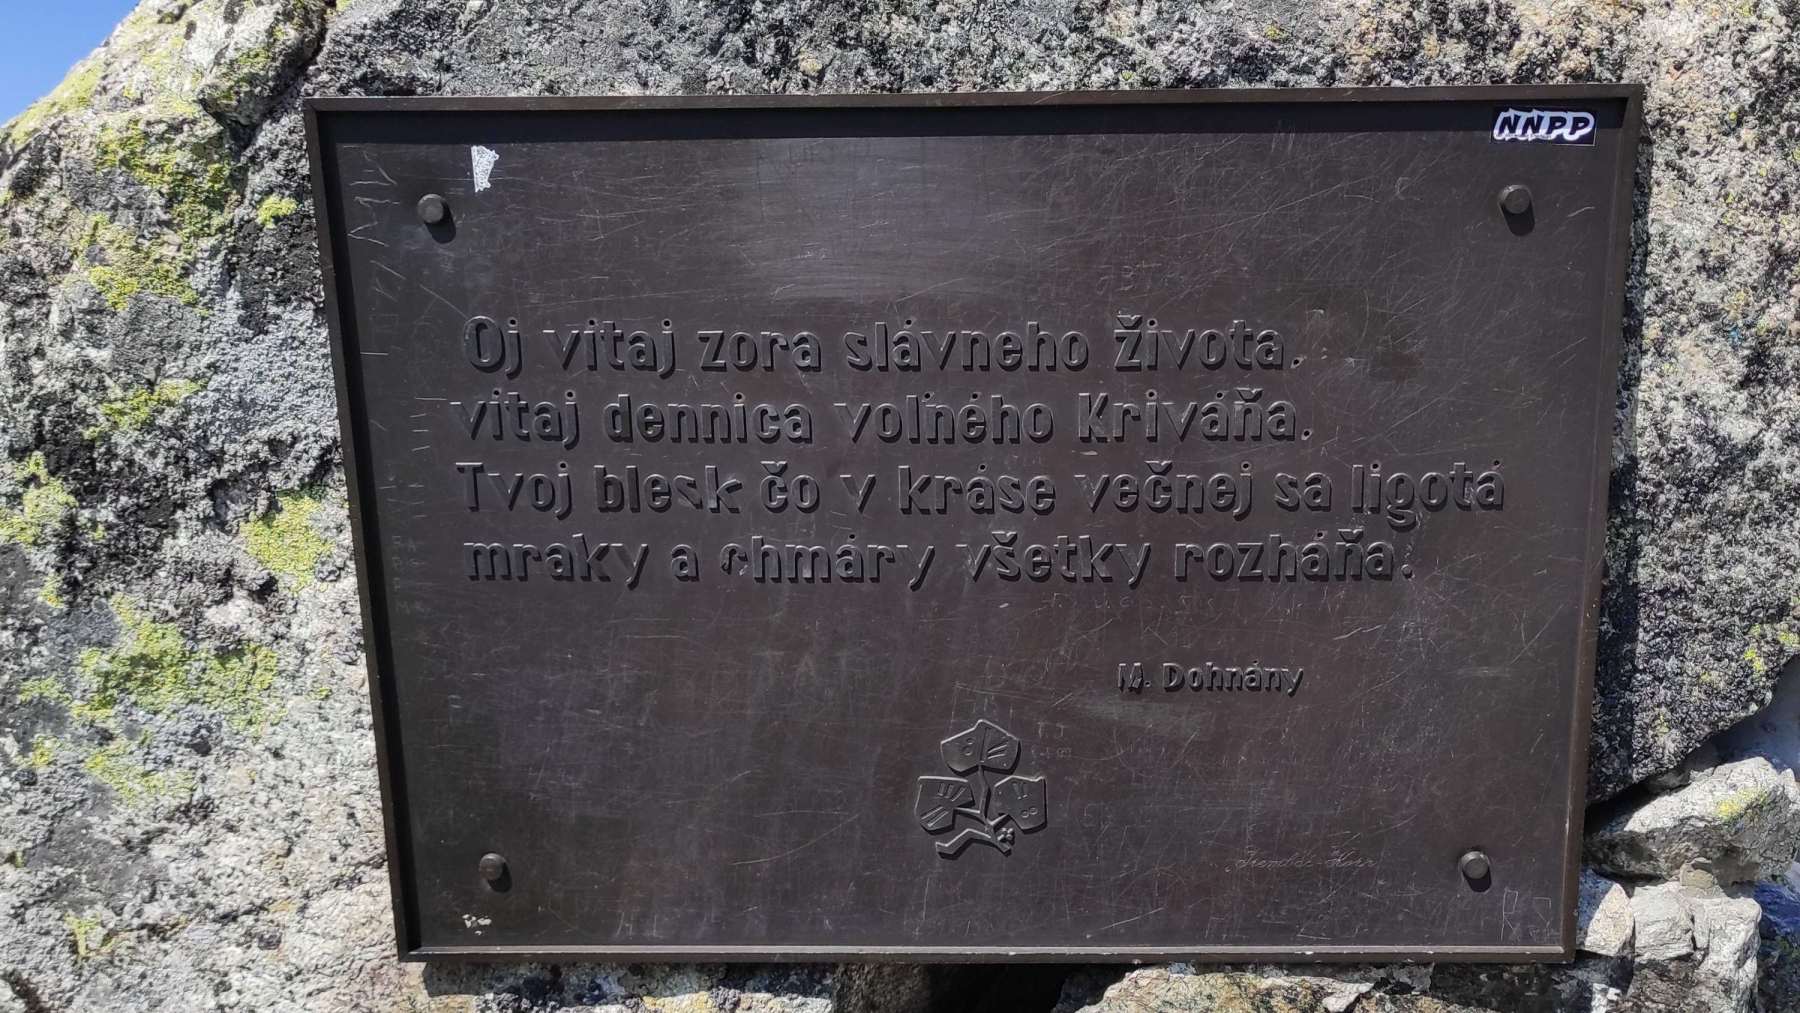 NNPP
Oj vitaj zora slávneho života,
vitaj dennica voľného Kriváňa.
Tvoj blesk čo v kráse večnej sa ligotá
mraky a chmáry všetky rozháňa.
M. Dohnány